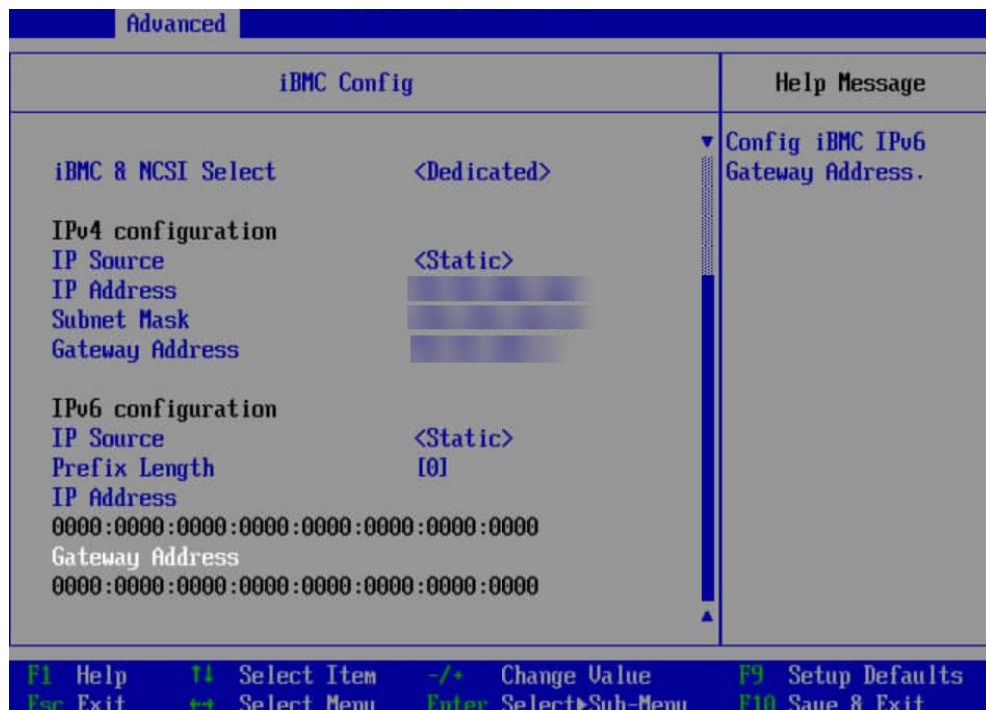 Advanced
iBMC Config
Help Message
iBMC & NCSI Select <Dedicated>
Config iBMC IPv6
Gateway Address.
IPv4 configuration
IP Source <Static>
IP Address
Subnet Mask
Gateway Address
IPv6 configuration
IP Source <Static>
Prefix Length [0]
IP Address
0000:0000:0000:0000:0000:0000:0000:0000
Gateway Address
0000:0000:0000:0000:0000:0000:0000:0000
F1 Help ↑↓ Select Item -/+ Change Value F9 Setup Defaults
Esc Exit ←→ Select Menu Enter Select▶Sub-Menu F10 Save & Exit